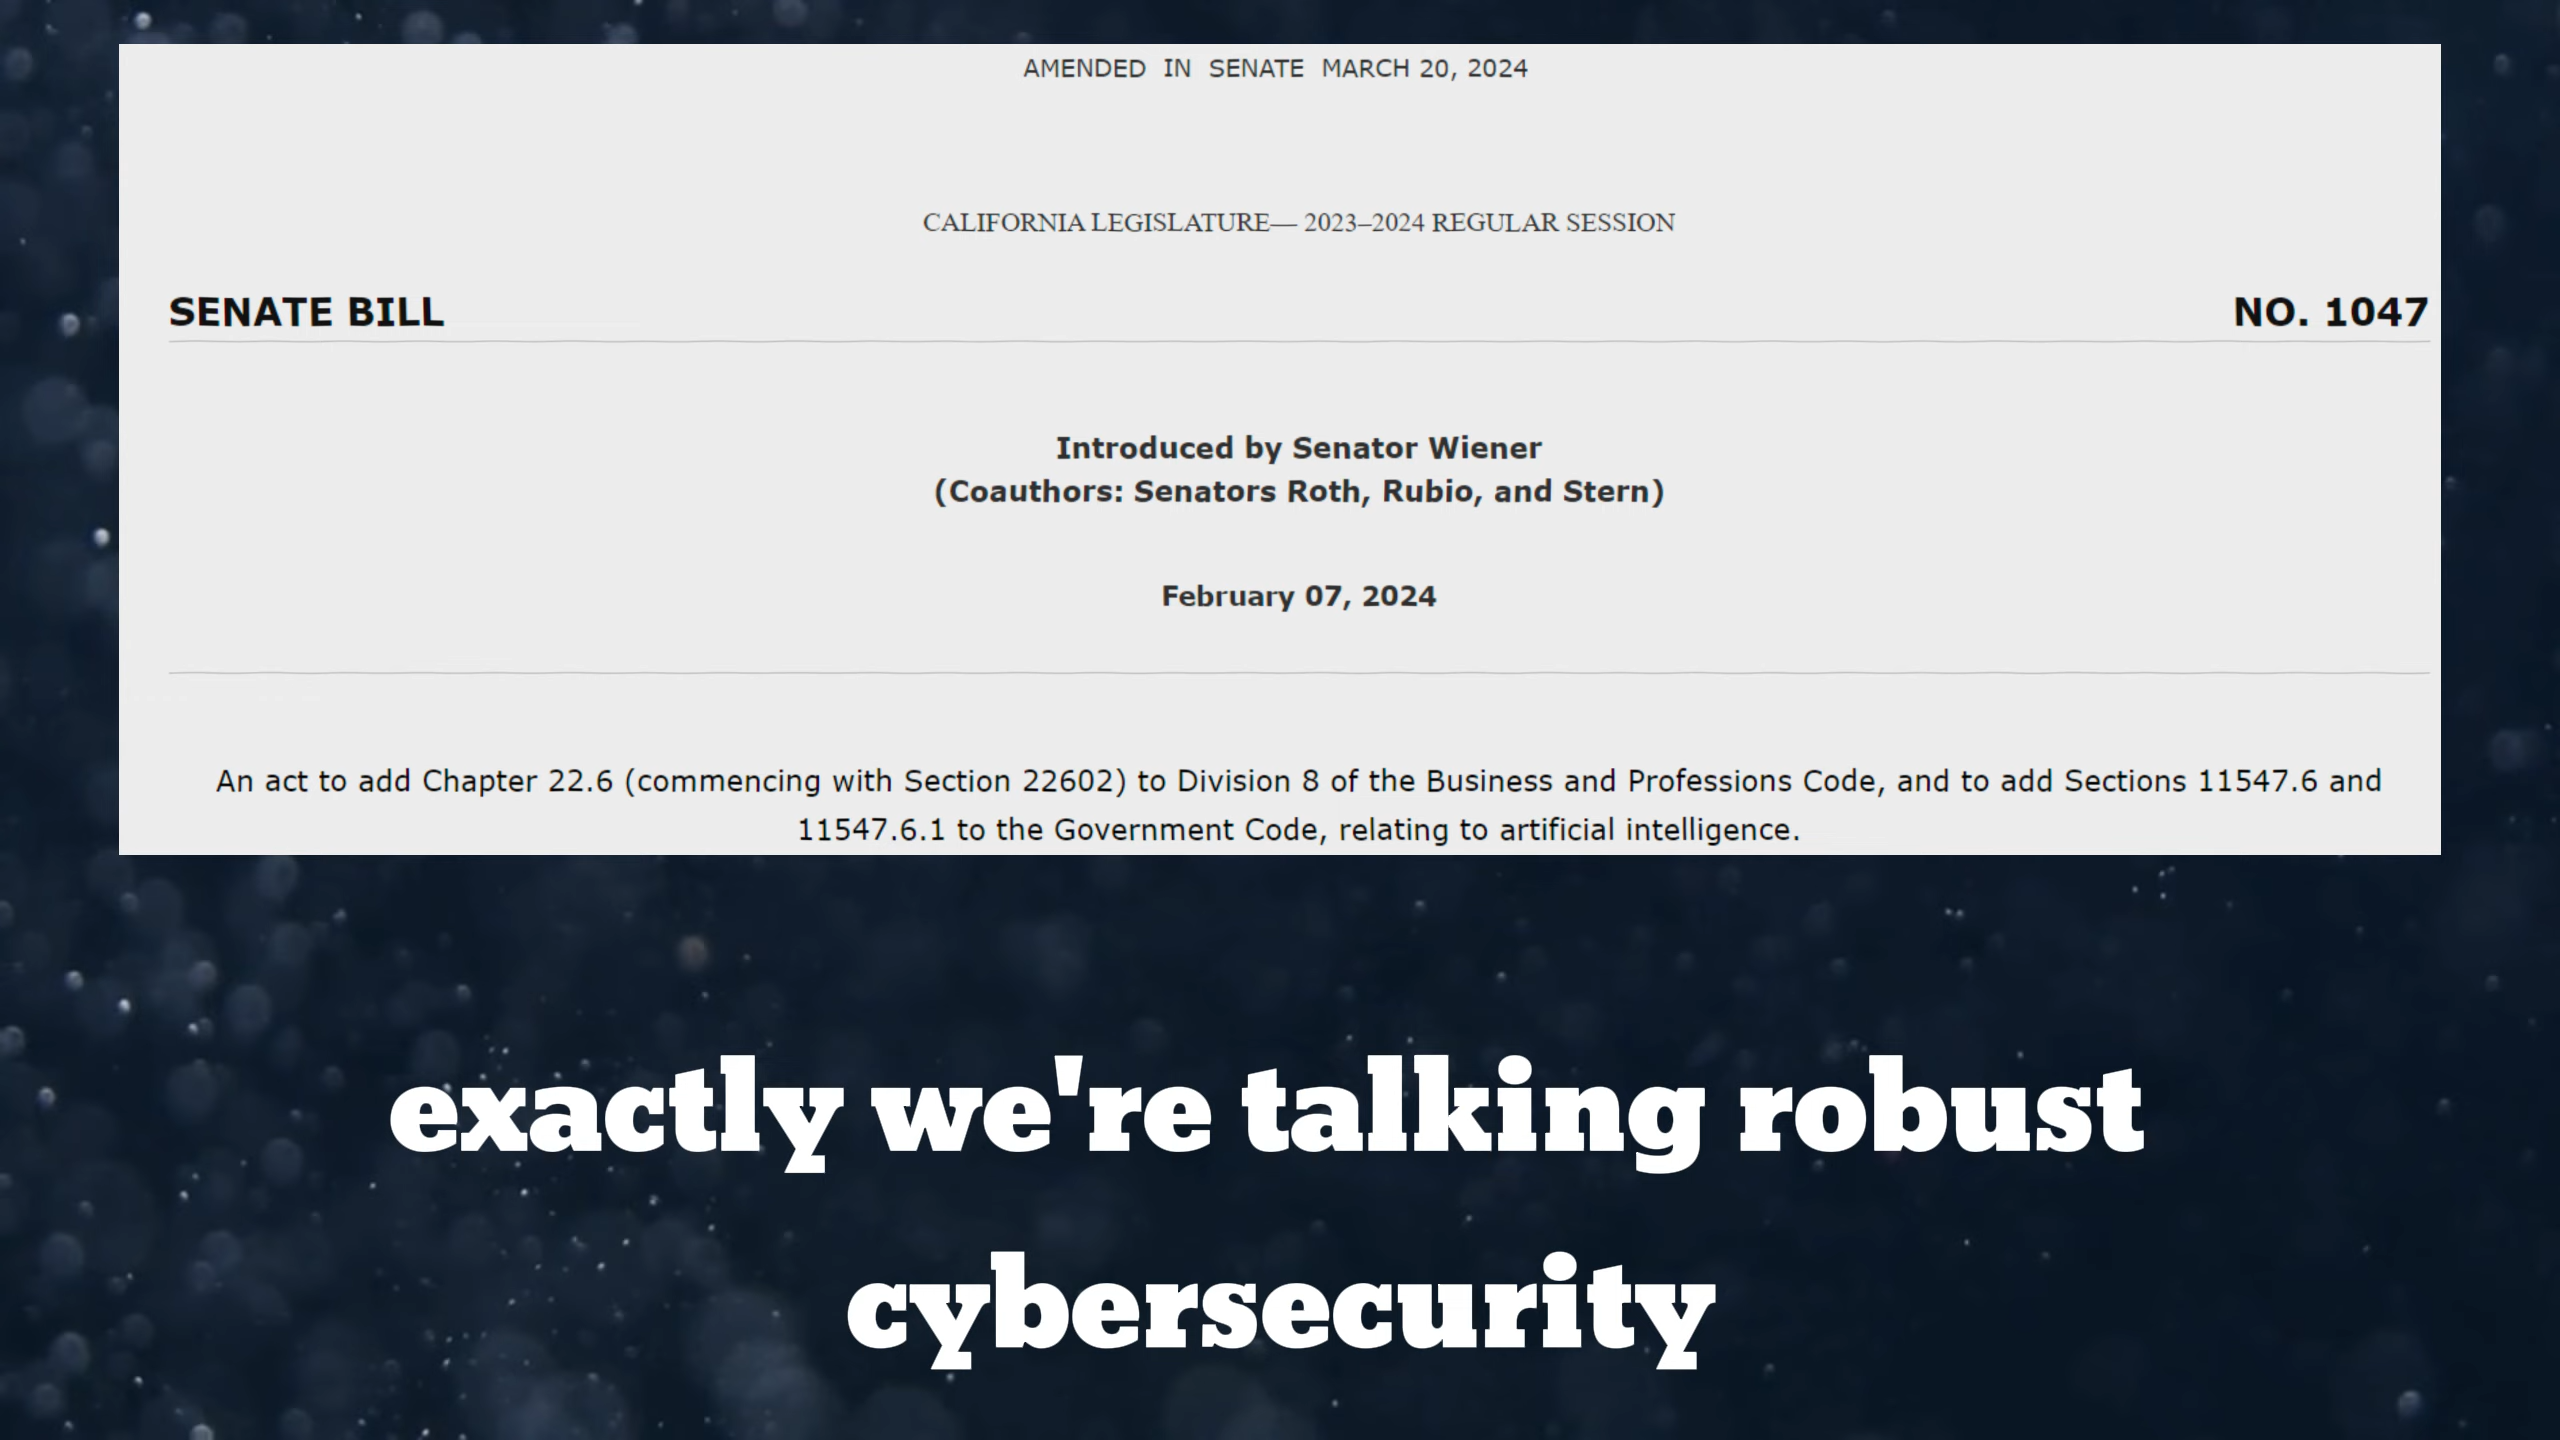 AMENDED IN SENATE MARCH 20, 2024
CALIFORNIA LEGISLATURE— 2023–2024 REGULAR SESSION
SENATE BILL NO. 1047
Introduced by Senator Wiener
(Coauthors: Senators Roth, Rubio, and Stern)
February 07, 2024
An act to add Chapter 22.6 (commencing with Section 22602) to Division 8 of the Business and Professions Code, and to add Sections 11547.6 and
11547.6.1 to the Government Code, relating to artificial intelligence.
exactly we're talking robust
cybersecurity